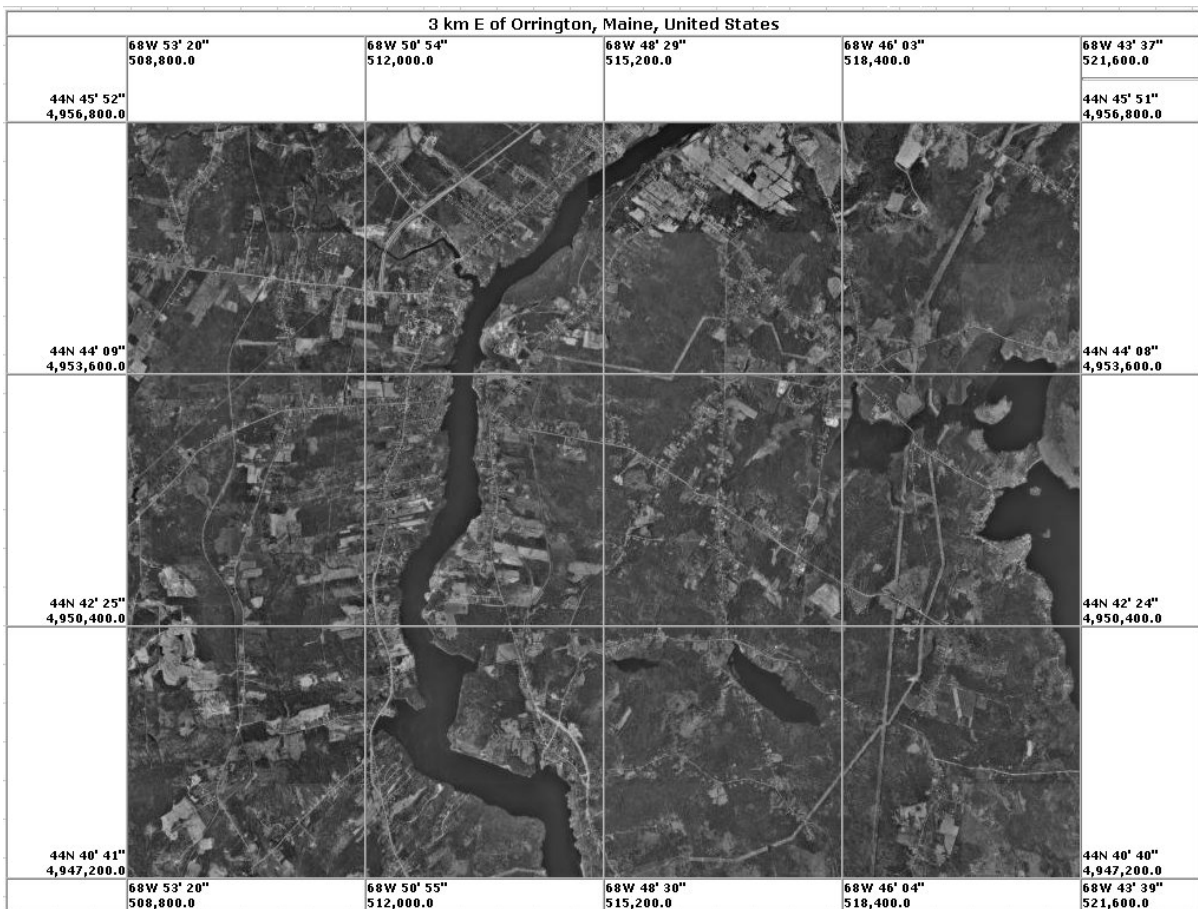 3 km E of Orrington, Maine, United States
68W 53' 20"
508,800.0
68W 50' 54"
512,000.0
68W 48' 29"
515,200.0
68W 46' 03"
518,400.0
68W 43' 37"
521,600.0
44N 45' 52"
4,956,800.0
44N 45' 51"
4,956,800.0
44N 44' 09"
4,953,600.0
44N 44' 08"
4,953,600.0
44N 42' 25"
4,950,400.0
44N 42' 24"
4,950,400.0
44N 40' 41"
4,947,200.0
44N 40' 40"
4,947,200.0
68W 53' 20"
508,800.0
68W 50' 55"
512,000.0
68W 48' 30"
515,200.0
68W 46' 04"
518,400.0
68W 43' 39"
521,600.0